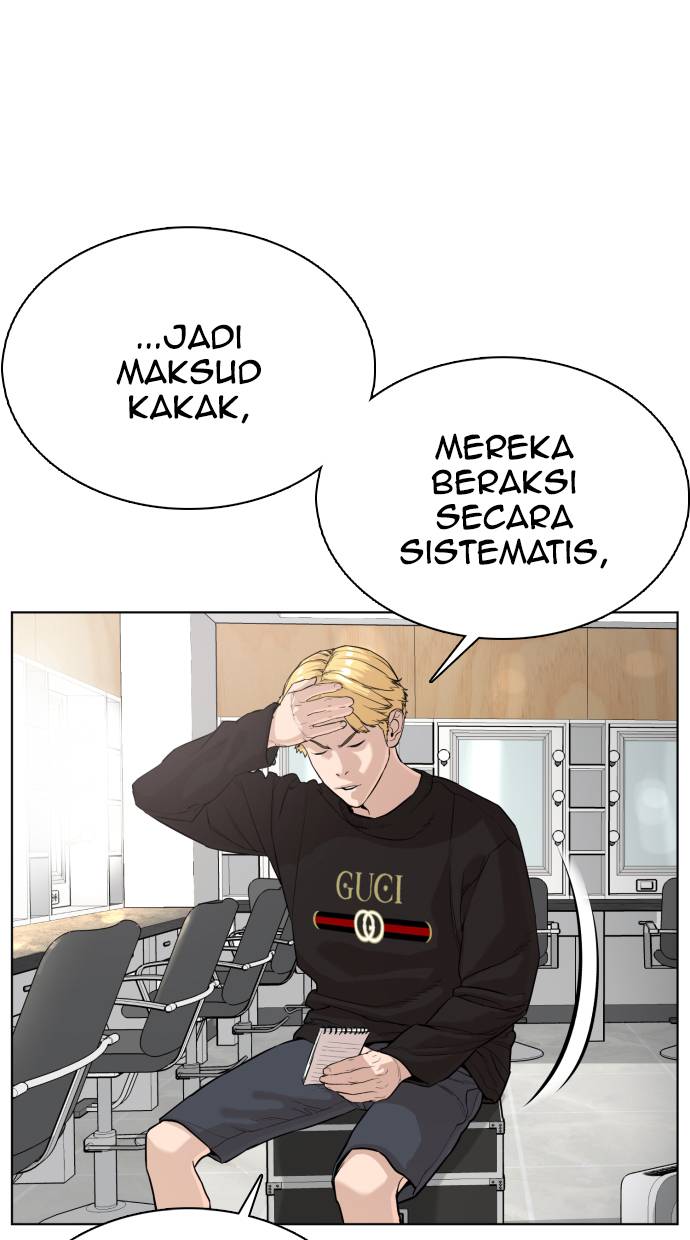 ...JADI
MAKSUD
KAKAK,
MEREKA
BERAKSI
SECARA
SISTEMATIS,
GUCI